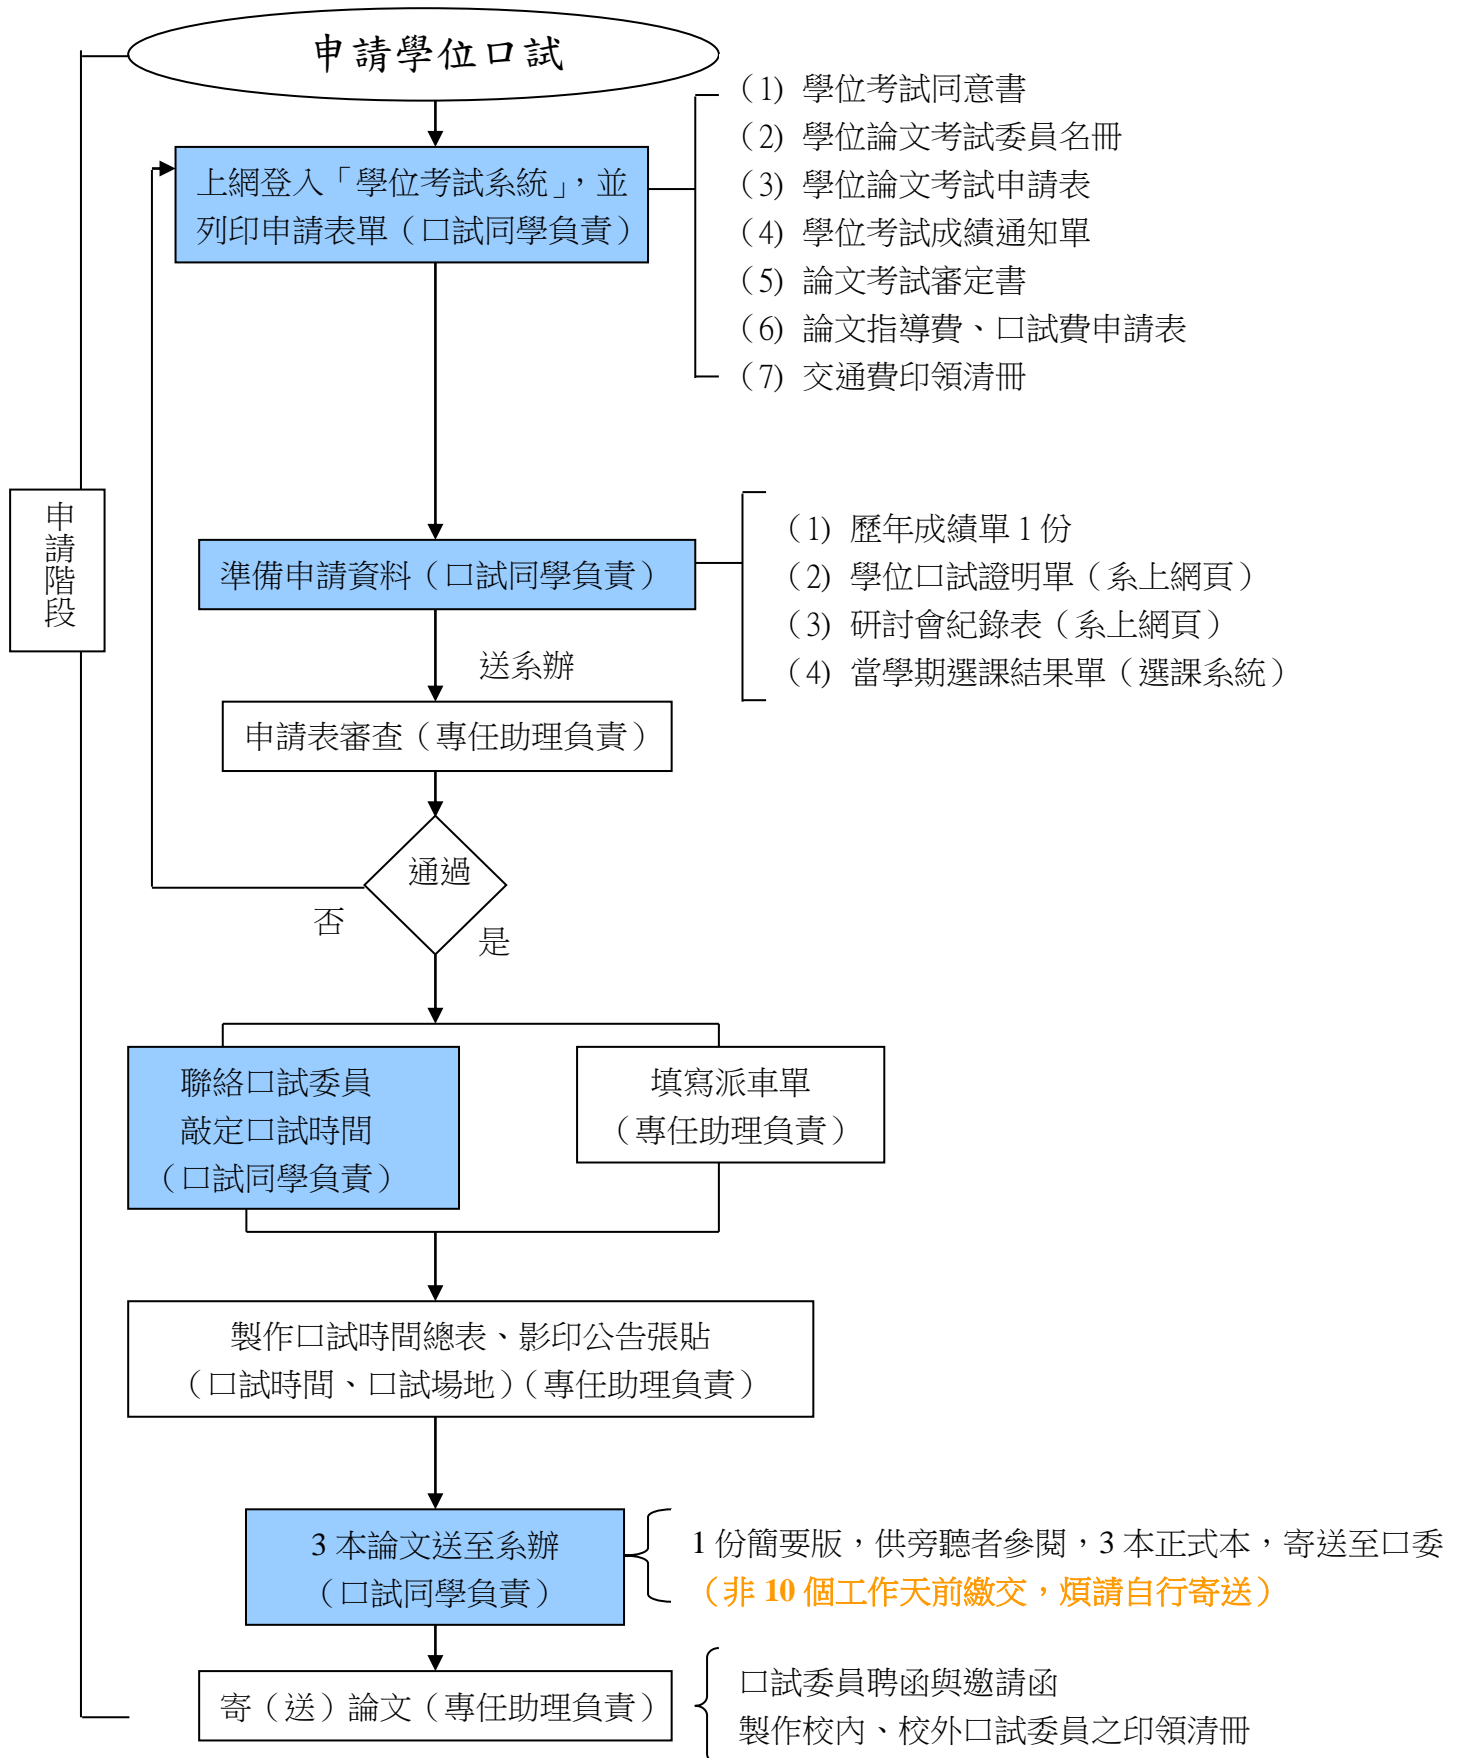 申請學位口試
(1) 學位考試同意書
(2) 學位論文考試委員名冊
(3) 學位論文考試申請表
(4) 學位考試成績通知單
(5) 論文考試審定書
(6) 論文指導費、口試費申請表
(7) 交通費印領清冊
上網登入「學位考試系統」，並
列印申請表單（口試同學負責）
申請階段
準備申請資料（口試同學負責）
(1) 歷年成績單 1 份
(2) 學位口試證明單（系上網頁）
(3) 研討會紀錄表（系上網頁）
(4) 當學期選課結果單（選課系統）
送系辦
申請表審查（專任助理負責）
通過
否
是
聯絡口試委員
敲定口試時間
（口試同學負責）
填寫派車單
（專任助理負責）
製作口試時間總表、影印公告張貼
（口試時間、口試場地）（專任助理負責）
3 本論文送至系辦
（口試同學負責）
1 份簡要版，供旁聽者參閱，3 本正式本，寄送至口委
（非 10 個工作天前繳交，煩請自行寄送）
寄（送）論文（專任助理負責）
口試委員聘函與邀請函
製作校內、校外口試委員之印領清冊